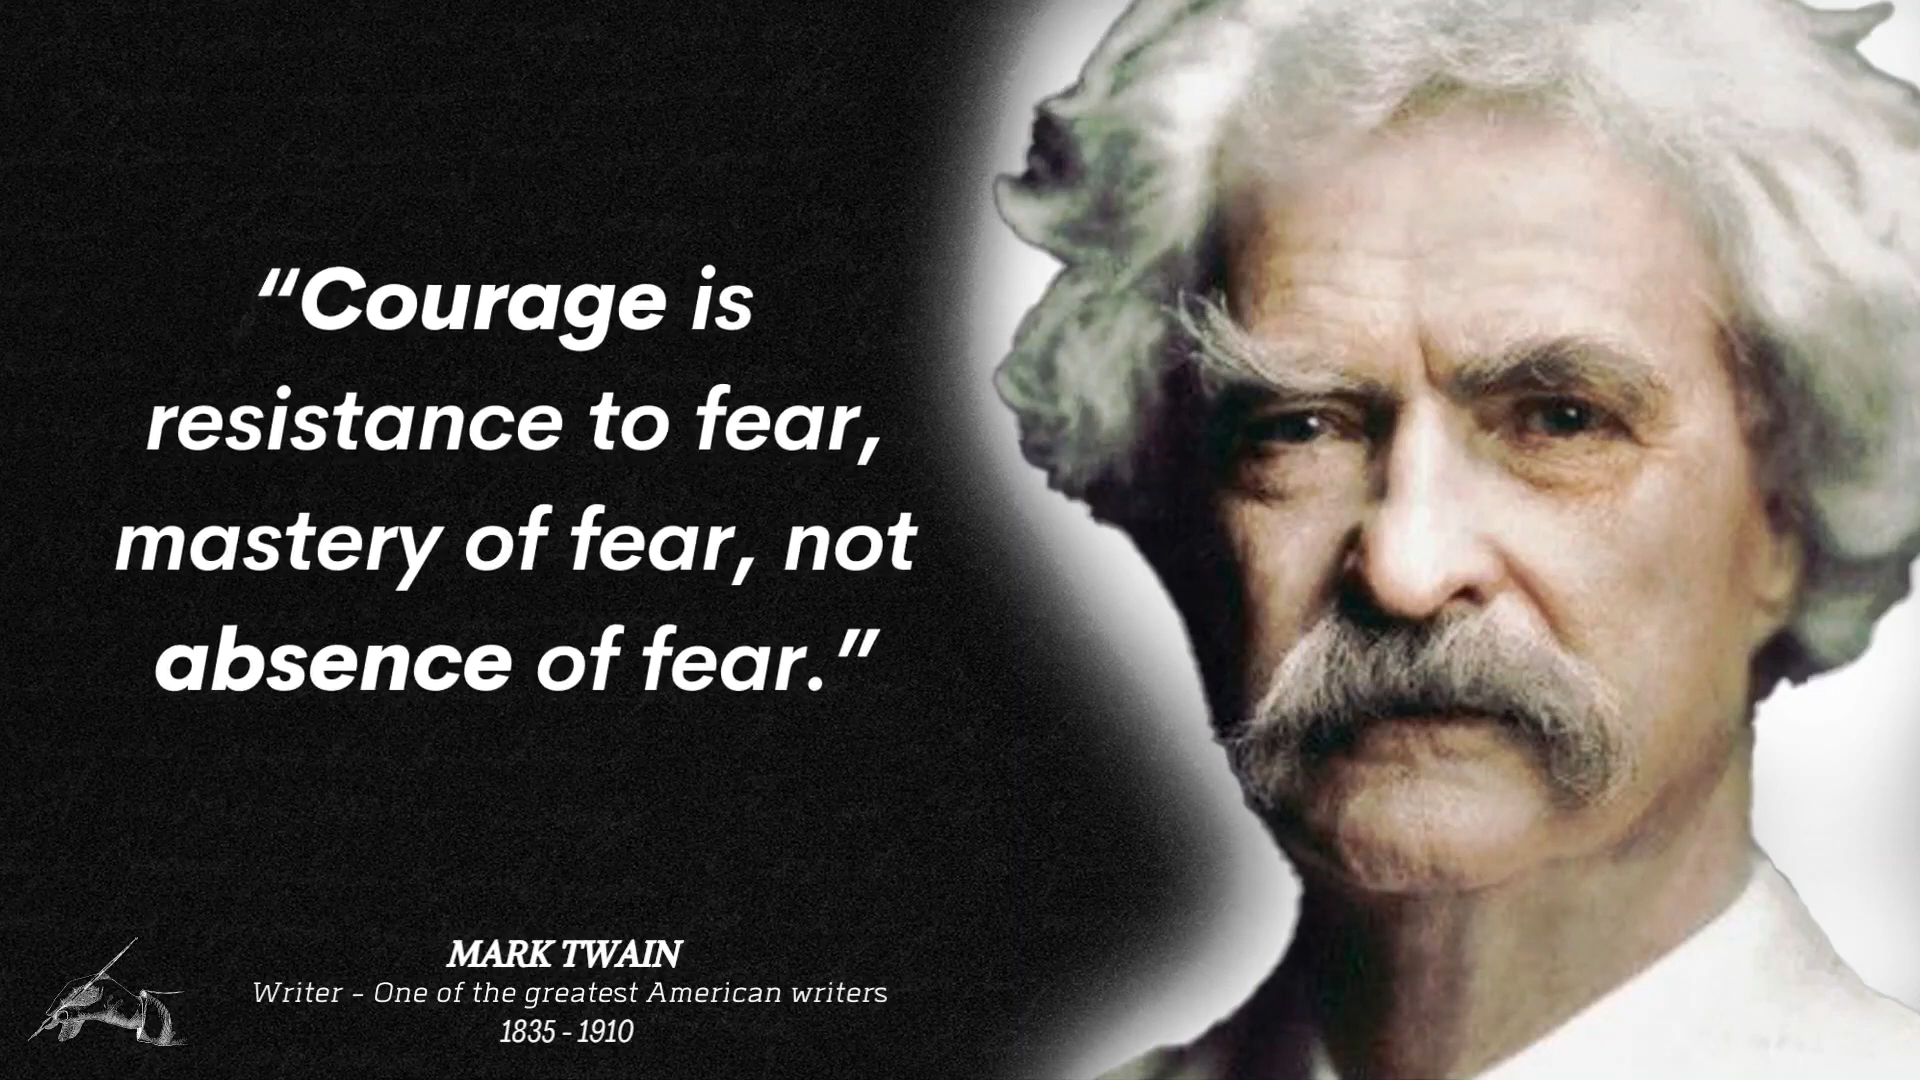 “Courage is
resistance to fear,
mastery of fear, not
absence of fear.”
MARK TWAIN
Writer - One of the greatest American writers
1835 - 1910